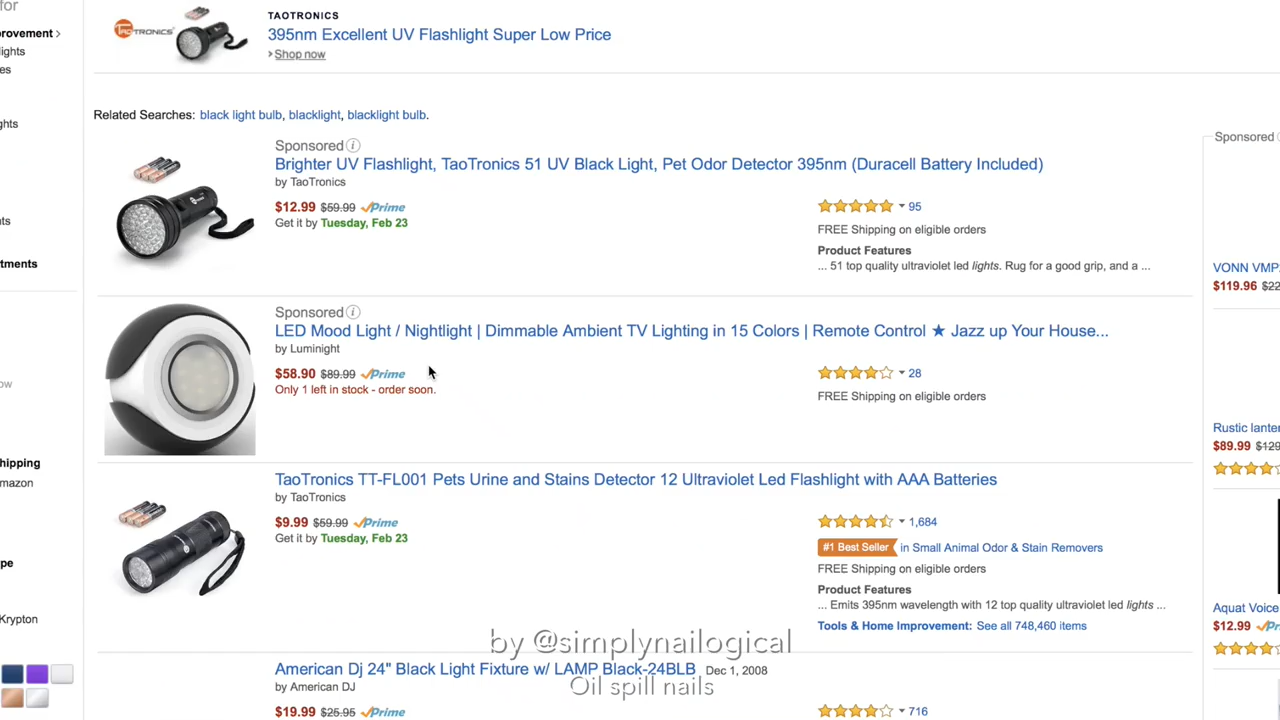 for
TAOTRONICS
TAOTRONICS
395nm Excellent UV Flashlight Super Low Price
› Shop now
rovement ›
ights
es
ghts
nts
tments
ow
hipping
mazon
pe
Krypton
Related Searches: black light bulb, blacklight, blacklight bulb.
Sponsored i
Brighter UV Flashlight, TaoTronics 51 UV Black Light, Pet Odor Detector 395nm (Duracell Battery Included)
by TaoTronics
$12.99 $59.99 Prime
Get it by Tuesday, Feb 23
95
FREE Shipping on eligible orders
Product Features
... 51 top quality ultraviolet led lights. Rug for a good grip, and a ...
Sponsored i
LED Mood Light / Nightlight | Dimmable Ambient TV Lighting in 15 Colors | Remote Control ★ Jazz up Your House...
by Luminight
$58.90 $89.99 Prime
Only 1 left in stock - order soon.
28
FREE Shipping on eligible orders
TaoTronics TT-FL001 Pets Urine and Stains Detector 12 Ultraviolet Led Flashlight with AAA Batteries
by TaoTronics
$9.99 $59.99 Prime
Get it by Tuesday, Feb 23
1,684
#1 Best Seller in Small Animal Odor & Stain Removers
FREE Shipping on eligible orders
Product Features
... Emits 395nm wavelength with 12 top quality ultraviolet led lights ...
Tools & Home Improvement: See all 748,460 items
American Dj 24" Black Light Fixture w/ LAMP Black-24BLB Dec 1, 2008
by American DJ
$19.99 $25.95 Prime
716
Sponsored
VONN VMP
$119.96 $22
Rustic lante
$89.99 $129
Aquat Voice
$12.99 Pr
by @simplynailogical
Oil spill nails